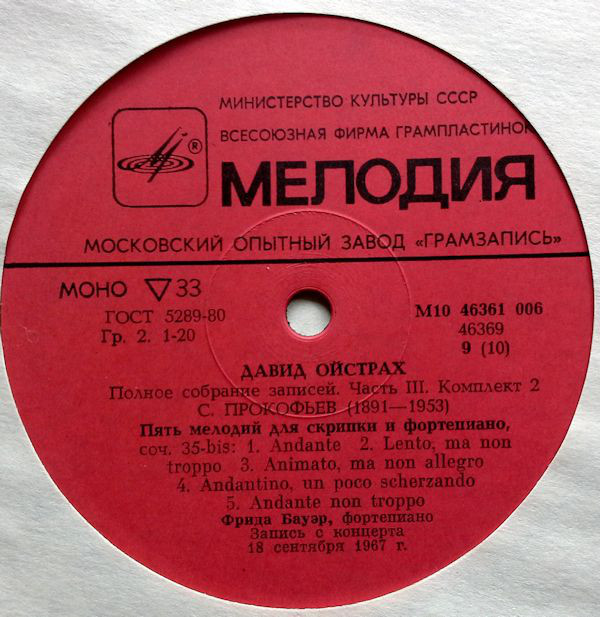 МИНИСТЕРСТВО КУЛЬТУРЫ СССР
ВСЕСОЮЗНАЯ ФИРМА ГРАМПЛАСТИНОК
®
МЕЛОДИЯ
МОСКОВСКИЙ ОПЫТНЫЙ ЗАВОД «ГРАМЗАПИСЬ»
МОНО ▽ 33
ГОСТ 5289-80
Гр. 2. 1-20
М10 46361 006
46369
9 (10)
ДАВИД ОЙСТРАХ
Полное собрание записей. Часть III. Комплект 2
С. ПРОКОФЬЕВ (1891—1953)
Пять мелодий для скрипки и фортепиано,
соч. 35-bis: 1. Andante 2. Lento, ma non
troppo 3. Animato, ma non allegro
4. Andantino, un poco scherzando
5. Andante non troppo
Фрида Бауэр, фортепиано
Запись с концерта
18 сентября 1967 г.